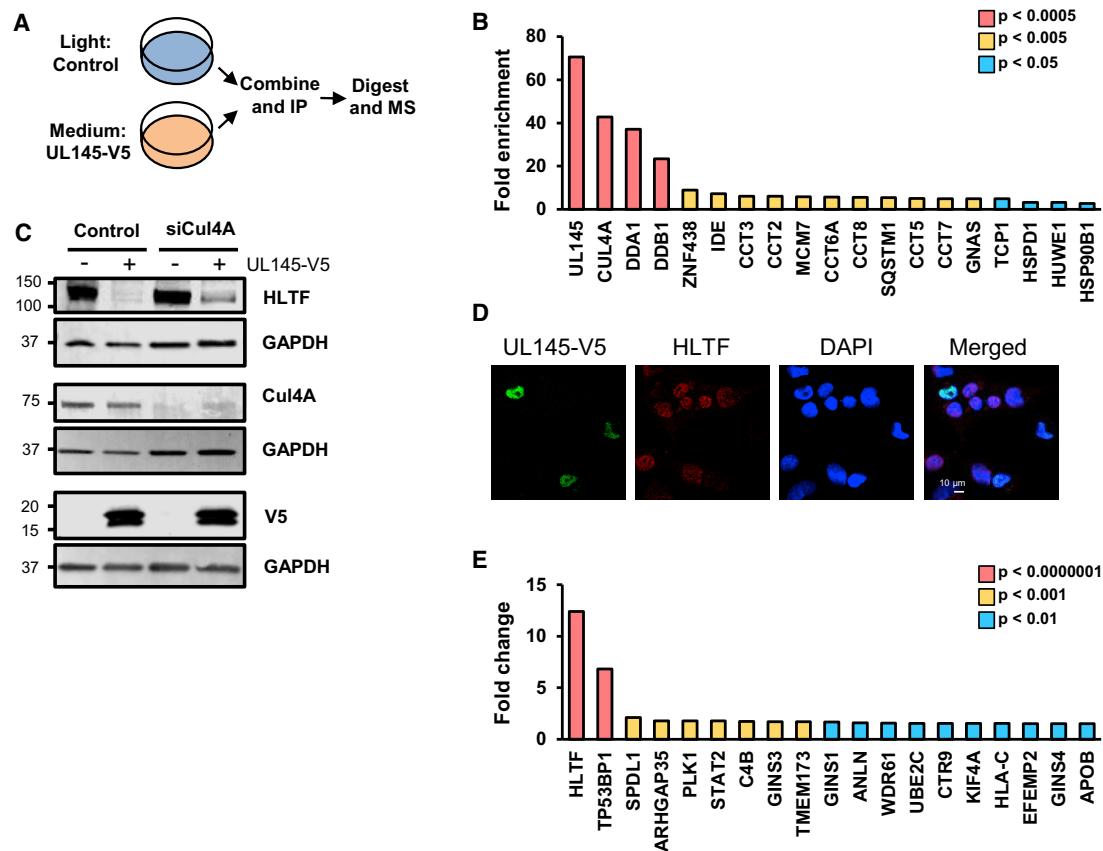 A
Light:
Control
Medium:
UL145-V5
Combine
and IP
Digest
and MS
B
Fold enrichment
80
60
40
20
0
p < 0.0005
p < 0.005
p < 0.05
UL145
CUL4A
DDA1
DDB1
ZNF438
IDE
CCT3
CCT2
MCM7
CCT6A
CCT8
SQSTM1
CCT5
CCT7
GNAS
TCP1
HSPD1
HUWE1
HSP90B1
C
Control siCul4A
- + - + UL145-V5
150
100
HLTF
37 GAPDH
75 Cul4A
37 GAPDH
20
15
V5
37 GAPDH
D
UL145-V5 HLTF DAPI Merged
10 µm
E
Fold change
15
10
5
0
p < 0.0000001
p < 0.001
p < 0.01
HLTF
TP53BP1
SPDL1
ARHGAP35
PLK1
STAT2
C4B
GINS3
TMEM173
GINS1
ANLN
WDR61
UBE2C
CTR9
KIF4A
HLA-C
EFEMP2
GINS4
APOB